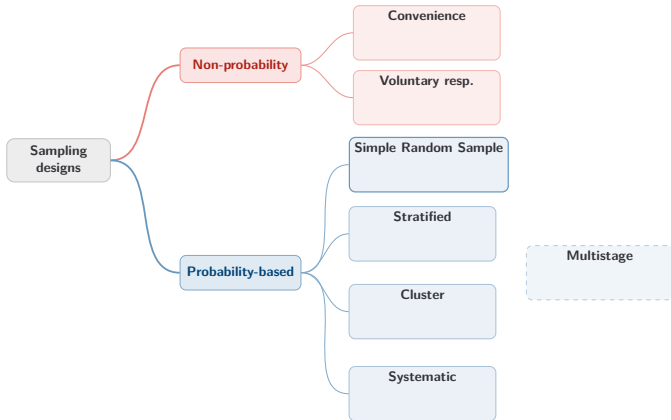 Convenience
Non-probability
Voluntary resp.
Sampling
designs
Simple Random Sample
Stratified
Probability-based
Multistage
Cluster
Systematic